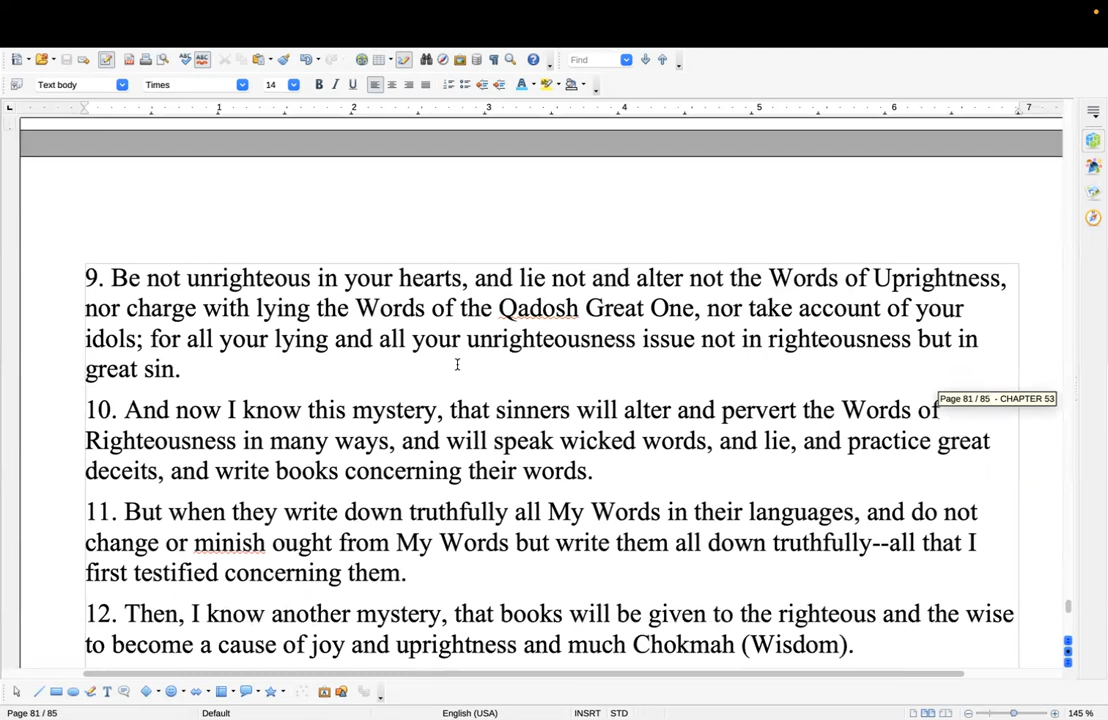 Find
Text body
Times
14
1 2 3 4 5 6 7
9. Be not unrighteous in your hearts, and lie not and alter not the Words of Uprightness,
nor charge with lying the Words of the Qadosh Great One, nor take account of your
idols; for all your lying and all your unrighteousness issue not in righteousness but in
great sin.
10. And now I know this mystery, that sinners will alter and pervert the Words of
Page 81 / 85 - CHAPTER 53
Righteousness in many ways, and will speak wicked words, and lie, and practice great
deceits, and write books concerning their words.
11. But when they write down truthfully all My Words in their languages, and do not
change or minish ought from My Words but write them all down truthfully--all that I
first testified concerning them.
12. Then, I know another mystery, that books will be given to the righteous and the wise
to become a cause of joy and uprightness and much Chokmah (Wisdom).
Page 81 / 85
Default
English (USA)
INSRT
STD
145 %